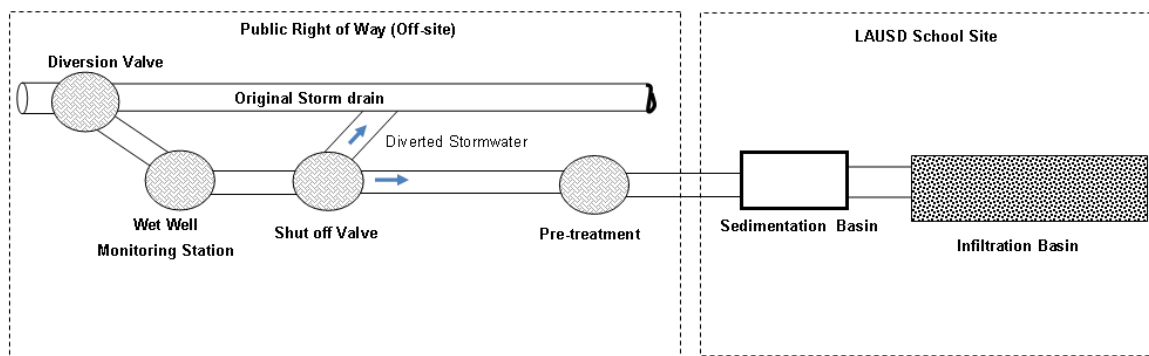 Public Right of Way (Off-site)
LAUSD School Site
Diversion Valve
Original Storm drain
Diverted Stormwater
Wet Well
Monitoring Station
Shut off Valve
Pre-treatment
Sedimentation Basin
Infiltration Basin